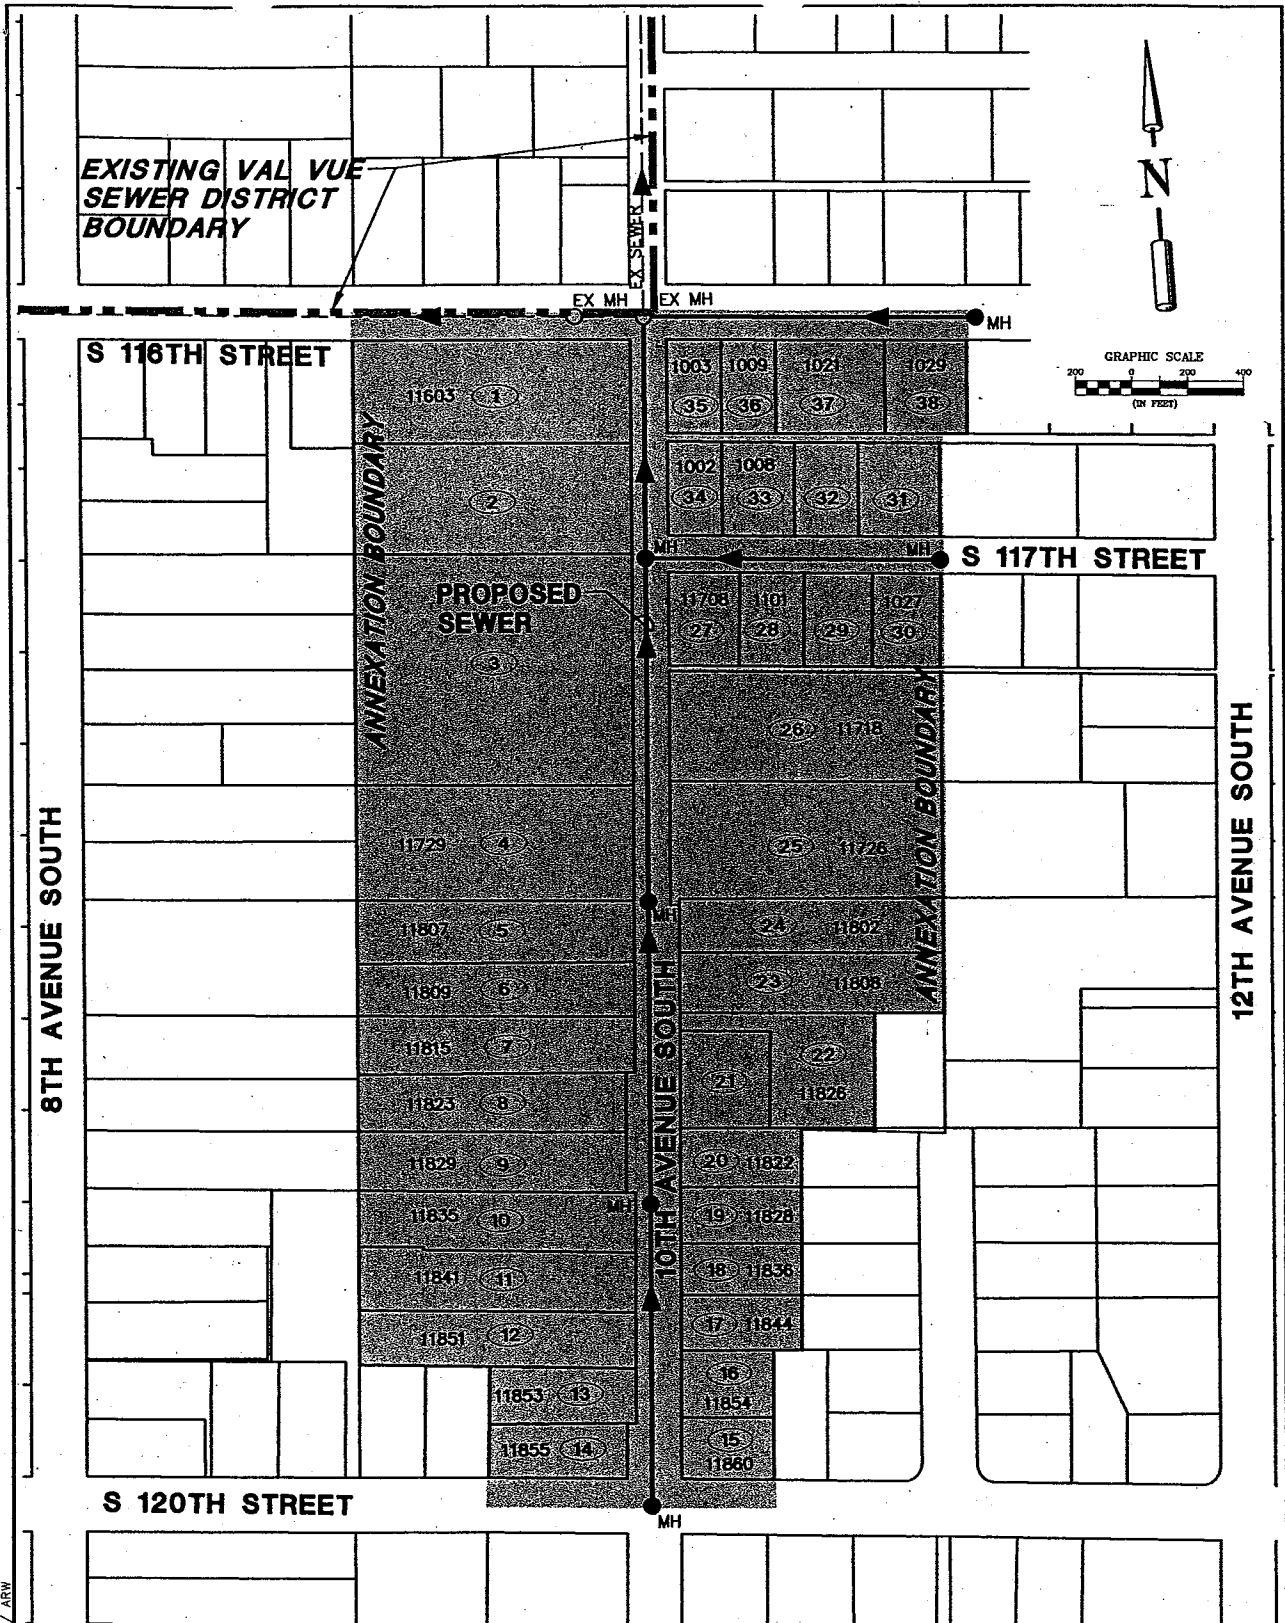 EXISTING VAL VUE
SEWER DISTRICT
BOUNDARY
EX SEWER
N
EX MH
EX MH
MH
S 116TH STREET
GRAPHIC SCALE
200 0 200 400
(IN FEET)
11603 1
1003 1009 1021 1029
35 36 37 38
ANNEXATION BOUNDARY
2
1002 1008
34 33 32 31
MH
MH
S 117TH STREET
PROPOSED
SEWER
11708 1101 1027
27 28 29 30
3
26 11718
ANNEXATION BOUNDARY
12TH AVENUE SOUTH
8TH AVENUE SOUTH
11729 4
25 11726
MH
11807 5
24 11802
11809 6
23 11808
10TH AVENUE SOUTH
11815 7
22
11826
21
11823 8
11829 9
20 11822
MH
11835 10
19 11828
11841 11
18 11836
11851 12
17 11844
11853 13
16
11854
11855 14
15
11860
S 120TH STREET
MH
/ ARW